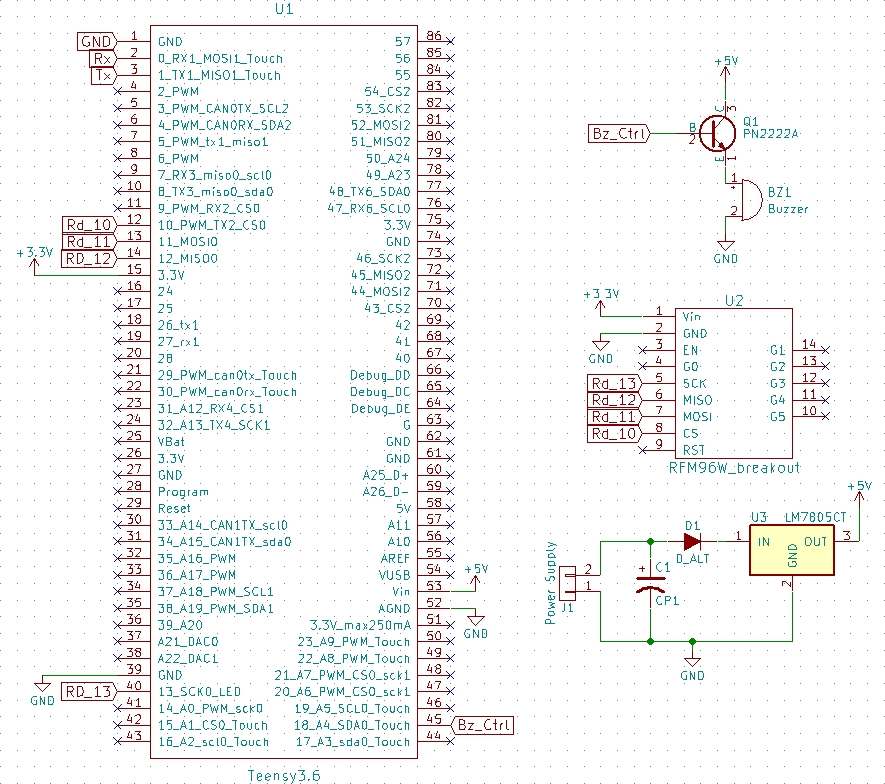 U1
GND 1 GND 57 86
Rx 2 0_RX1_MOSI1_Touch 56 85
Tx 3 1_TX1_MISO1_Touch 55 84
4 2_PWM 54_CS2 83
5 3_PWM_CAN0TX_SCL2 53_SCK2 82
6 4_PWM_CAN0RX_SDA2 52_MOSI2 81
7 5_PWM_tx1_miso1 51_MISO2 80
8 6_PWM 50_A24 79
9 7_RX3_miso0_scl0 49_A23 78
10 8_TX3_miso0_sda0 48_TX6_SDA0 77
11 9_PWM_RX2_CS0 47_RX6_SCL0 76
Rd_10 12 10_PWM_TX2_CS0 3.3V 75
Rd_11 13 11_MOSI0 GND 74
RD_12 14 12_MISO0 46_SCK2 73
+3.3V 15 3.3V 45_MISO2 72
16 24 44_MOSI2 71
17 25 43_CS2 70
18 26_tx1 42 69
19 27_rx1 41 68
20 28 40 67
21 29_PWM_can0tx_Touch Debug_DD 66
22 30_PWM_can0rx_Touch Debug_DC 65
23 31_A12_RX4_CS1 Debug_DE 64
24 32_A13_TX4_SCK1 G 63
25 VBat GND 62
26 3.3V GND 61
27 GND A25_D+ 60
28 Program A26_D- 59
29 Reset 5V 58
30 33_A14_CAN1TX_scl0 A11 57
31 34_A15_CAN1TX_sda0 A10 56
32 35_A16_PWM AREF 55
33 36_A17_PWM VUSB 54
34 37_A18_PWM_SCL1 Vin 53 +5V
35 38_A19_PWM_SDA1 AGND 52 GND
36 39_A20 3.3V_max250mA 51
37 A21_DAC0 23_A9_PWM_Touch 50
38 A22_DAC1 22_A8_PWM_Touch 49
GND 39 GND 21_A7_PWM_CS0_sck1 48
RD_13 40 13_SCK0_LED 20_A6_PWM_CS0_sck1 47
41 14_A0_PWM_sck0 19_A5_SCL0_Touch 46
42 15_A1_CS0_Touch 18_A4_SDA0_Touch 45 Bz_Ctrl
43 16_A2_scl0_Touch 17_A3_sda0_Touch 44
Teensy3.6
+5V
C 3
Q1
PN2222A
Bz_Ctrl B 2
E 1
1 +
BZ1
Buzzer
2
GND
U2
+3.3V 1 Vin
GND 2 GND
3 EN G1 14
4 G0 G2 13
Rd_13 5 SCK G3 12
Rd_12 6 MISO G4 11
Rd_11 7 MOSI G5 10
Rd_10 8 CS
9 RST
RFM96W_breakout
+5V
U3 LM7805CT
1 IN OUT 3
GND
2
D1
D_ALT
C1
+
CP1
Power Supply
2
1
J1
GND